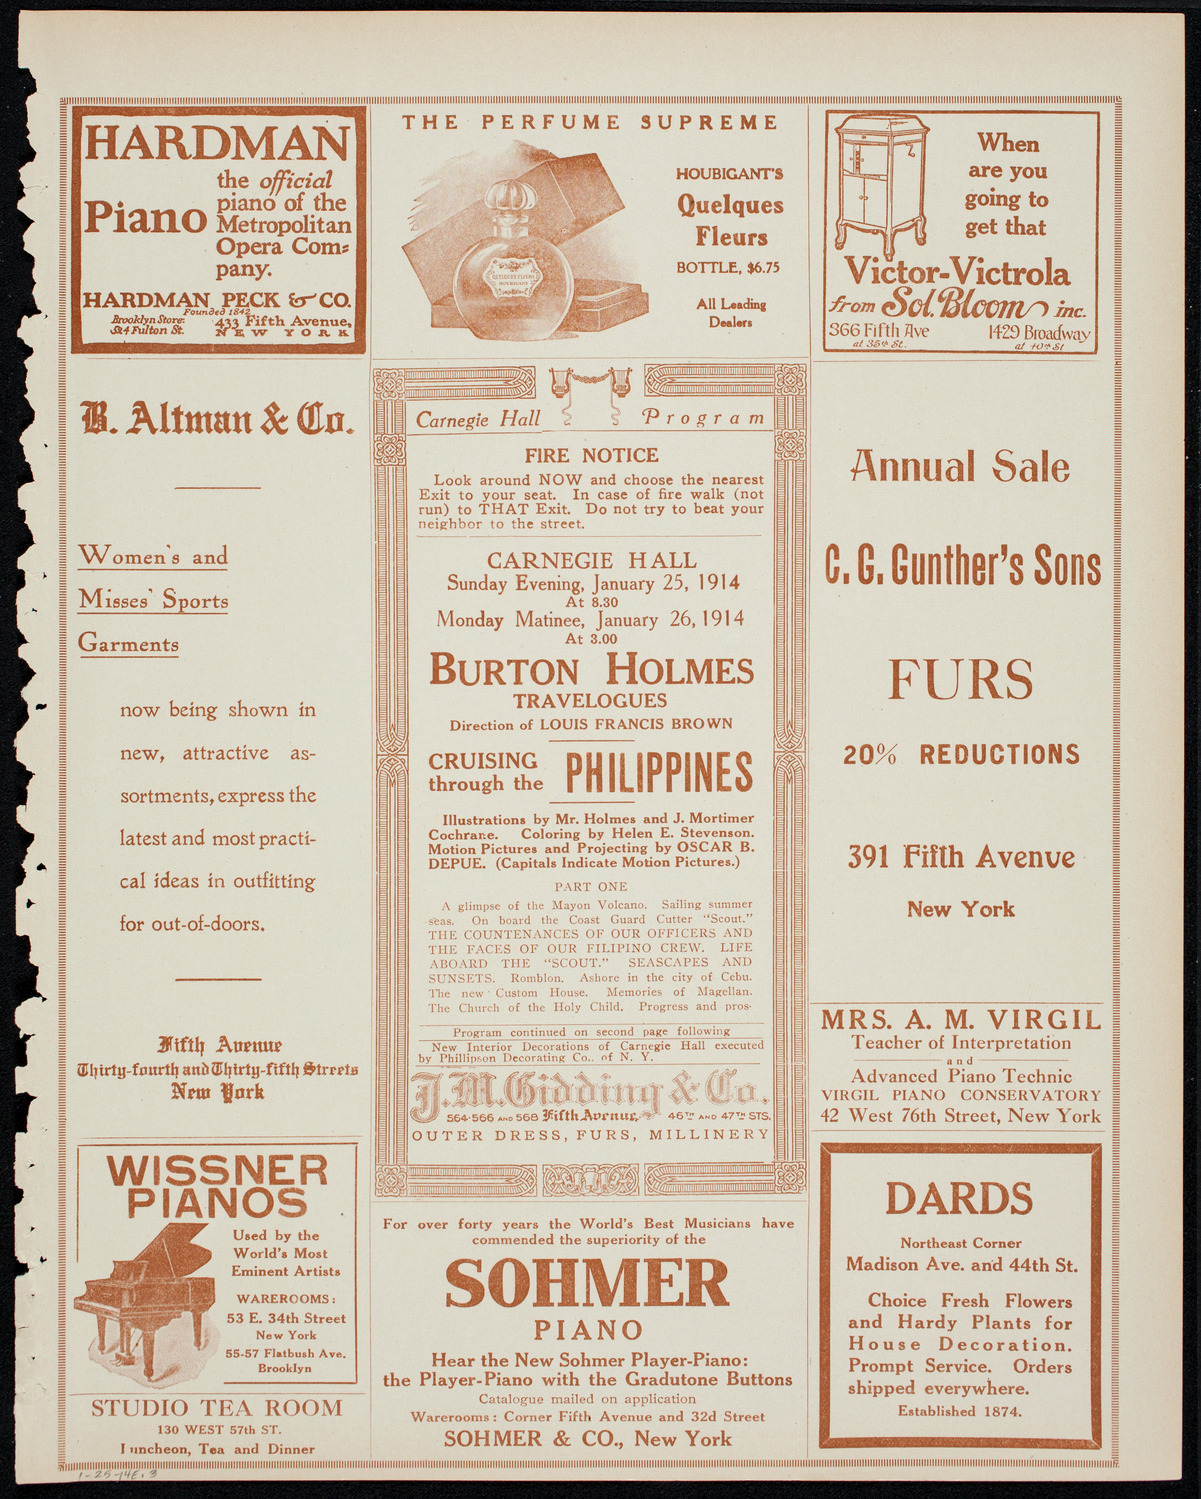 HARDMAN
Piano
the official
piano of the
Metropolitan
Opera Com=
pany.
HARDMAN, PECK & CO.
Founded 1842
Brooklyn Store:
524 Fulton St.
433 Fifth Avenue,
NEW YORK
THE PERFUME SUPREME
HOUBIGANT'S
Quelques
Fleurs
BOTTLE, $6.75
All Leading
Dealers
QUELQUES FLEURS
HOUBIGANT
When
are you
going to
get that
Victor-Victrola
from Sol. Bloom inc.
366 Fifth Ave
at 35th St.
1429 Broadway
at 40th St
B. Altman & Co.
Women's and
Misses' Sports
Garments
now being shown in
new, attractive as-
sortments, express the
latest and most practi-
cal ideas in outfitting
for out-of-doors.
Fifth Avenue
Thirty-fourth and Thirty-fifth Streets
New York
WISSNER
PIANOS
Used by the
World's Most
Eminent Artists
WAREROOMS:
53 E. 34th Street
New York
55-57 Flatbush Ave.
Brooklyn
STUDIO TEA ROOM
130 WEST 57th ST.
Luncheon, Tea and Dinner
Carnegie Hall Program
FIRE NOTICE
Look around NOW and choose the nearest
Exit to your seat. In case of fire walk (not
run) to THAT Exit. Do not try to beat your
neighbor to the street.
CARNEGIE HALL
Sunday Evening, January 25, 1914
At 8.30
Monday Matinee, January 26, 1914
At 3.00
BURTON HOLMES
TRAVELOGUES
Direction of LOUIS FRANCIS BROWN
CRUISING
through the
PHILIPPINES
Illustrations by Mr. Holmes and J. Mortimer
Cochrane. Coloring by Helen E. Stevenson.
Motion Pictures and Projecting by OSCAR B.
DEPUE. (Capitals Indicate Motion Pictures.)
PART ONE
A glimpse of the Mayon Volcano. Sailing summer
seas. On board the Coast Guard Cutter "Scout."
THE COUNTENANCES OF OUR OFFICERS AND
THE FACES OF OUR FILIPINO CREW. LIFE
ABOARD THE "SCOUT." SEASCAPES AND
SUNSETS. Romblon. Ashore in the city of Cebu.
The new Custom House. Memories of Magellan.
The Church of the Holy Child. Progress and pros-
Program continued on second page following
New Interior Decorations of Carnegie Hall executed
by Phillipson Decorating Co., of N. Y.
J.M. Gidding & Co.
564-566 AND 568 Fifth Avenue, 46TH AND 47TH STS.
OUTER DRESS, FURS, MILLINERY
For over forty years the World's Best Musicians have
commended the superiority of the
SOHMER
PIANO
Hear the New Sohmer Player-Piano:
the Player-Piano with the Gradutone Buttons
Catalogue mailed on application
Warerooms: Corner Fifth Avenue and 32d Street
SOHMER & CO., New York
Annual Sale
C. G. Gunther's Sons
FURS
20% REDUCTIONS
391 Fifth Avenue
New York
MRS. A. M. VIRGIL
Teacher of Interpretation
and
Advanced Piano Technic
VIRGIL PIANO CONSERVATORY
42 West 76th Street, New York
DARDS
Northeast Corner
Madison Ave. and 44th St.
Choice Fresh Flowers
and Hardy Plants for
House Decoration.
Prompt Service. Orders
shipped everywhere.
Established 1874.
1-25-14E.3